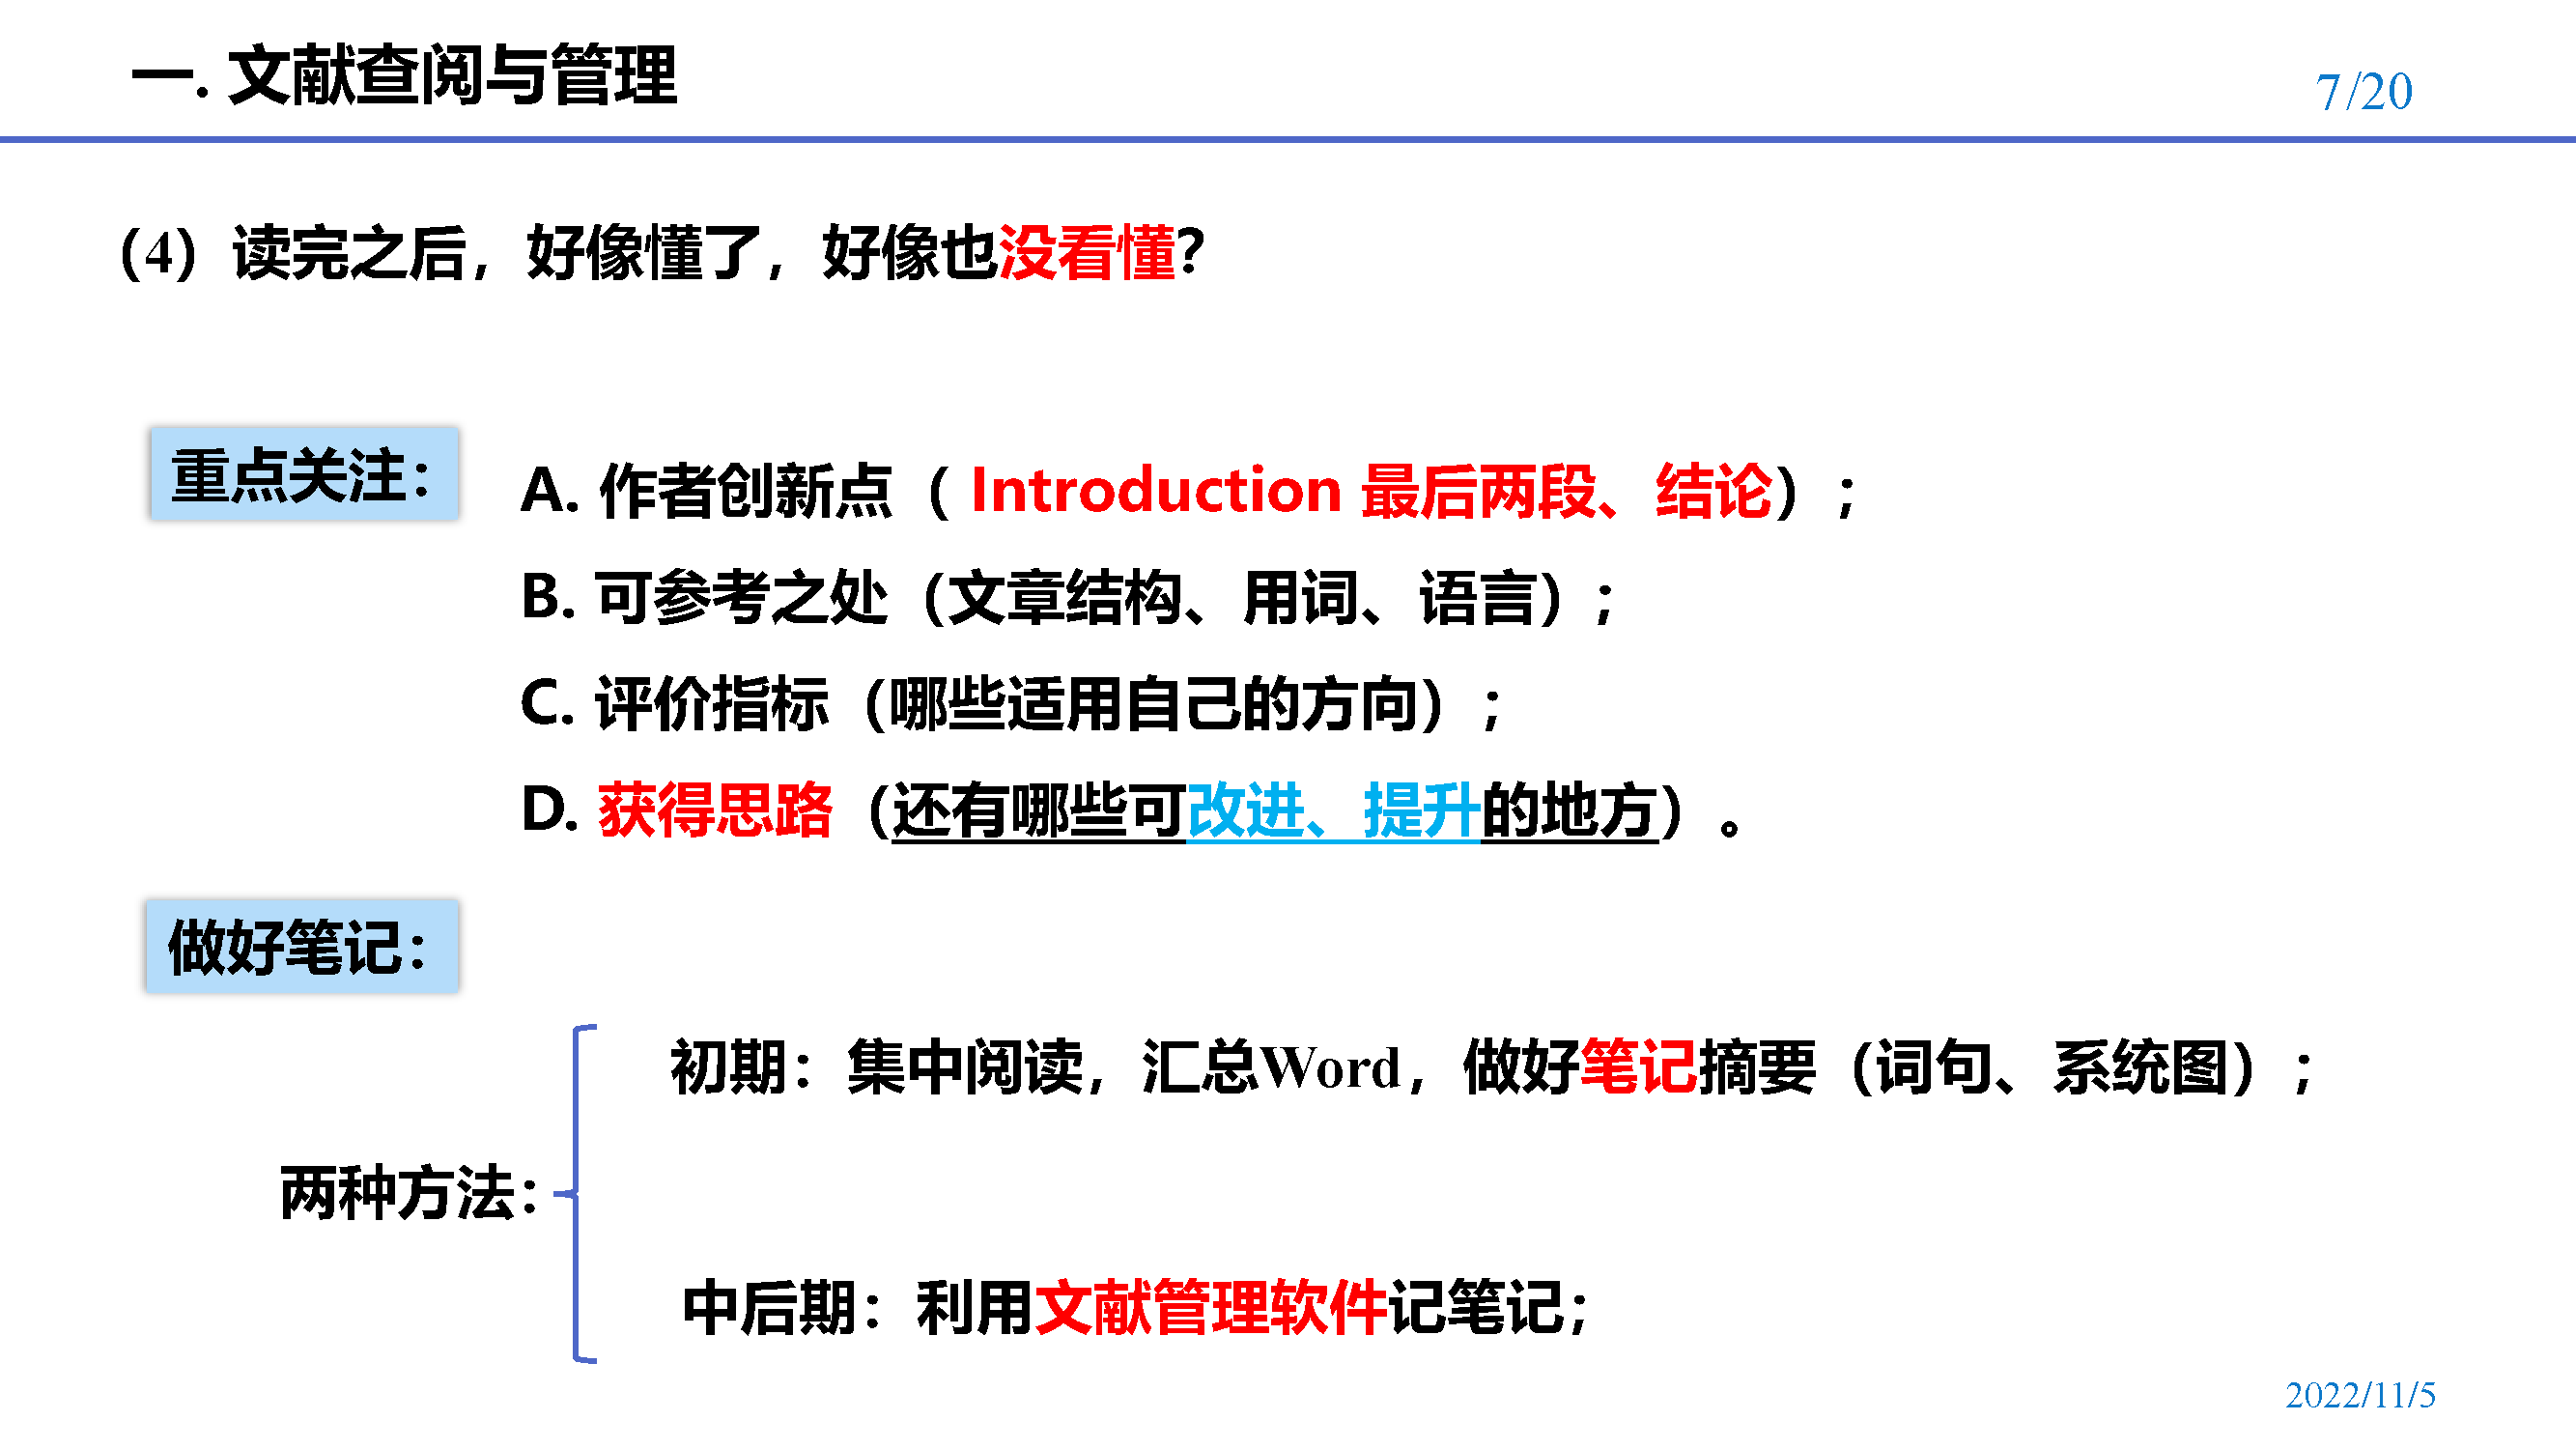 一. 文献查阅与管理
7/20
（4）读完之后，好像懂了，好像也没看懂？
重点关注：
A. 作者创新点（ Introduction 最后两段、结论）；
B. 可参考之处（文章结构、用词、语言）；
C. 评价指标（哪些适用自己的方向）；
D. 获得思路（还有哪些可改进、提升的地方）。
做好笔记：
初期：集中阅读，汇总Word，做好笔记摘要（词句、系统图）；
两种方法：
中后期：利用文献管理软件记笔记；
2022/11/5